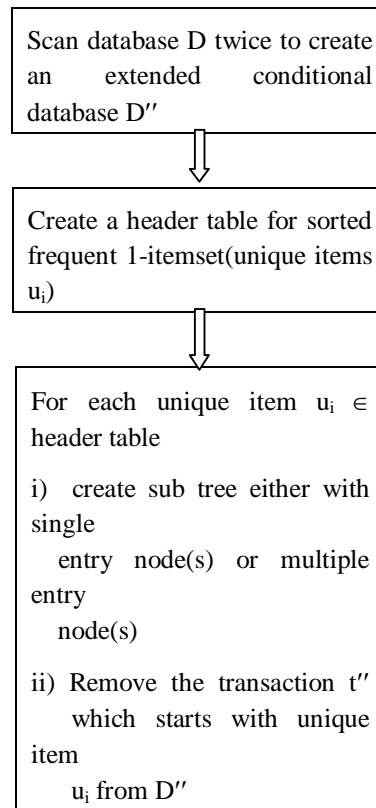 Scan database D twice to create
an extended conditional
database D′′
Create a header table for sorted
frequent 1-itemset(unique items
uᵢ)
For each unique item uᵢ ∈
header table
i) create sub tree either with
single
entry node(s) or multiple
entry
node(s)
ii) Remove the transaction t′′
which starts with unique
item
uᵢ from D′′